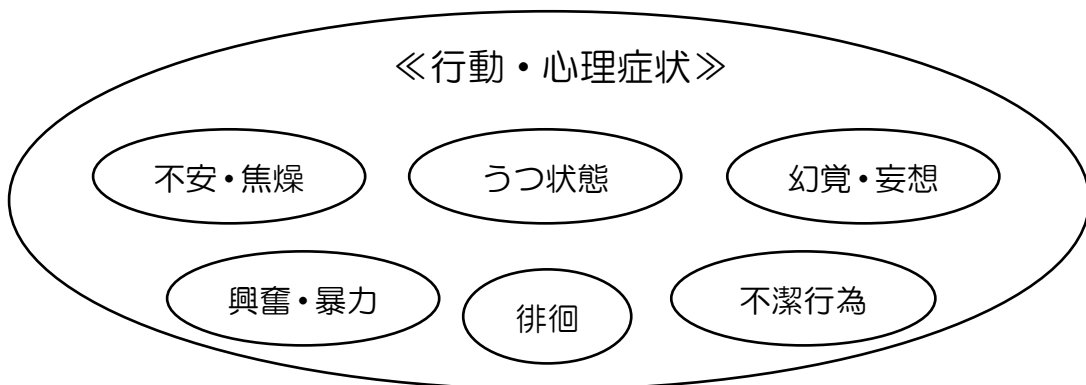 ≪行動・心理症状≫
不安・焦燥
うつ状態
幻覚・妄想
興奮・暴力
徘徊
不潔行為